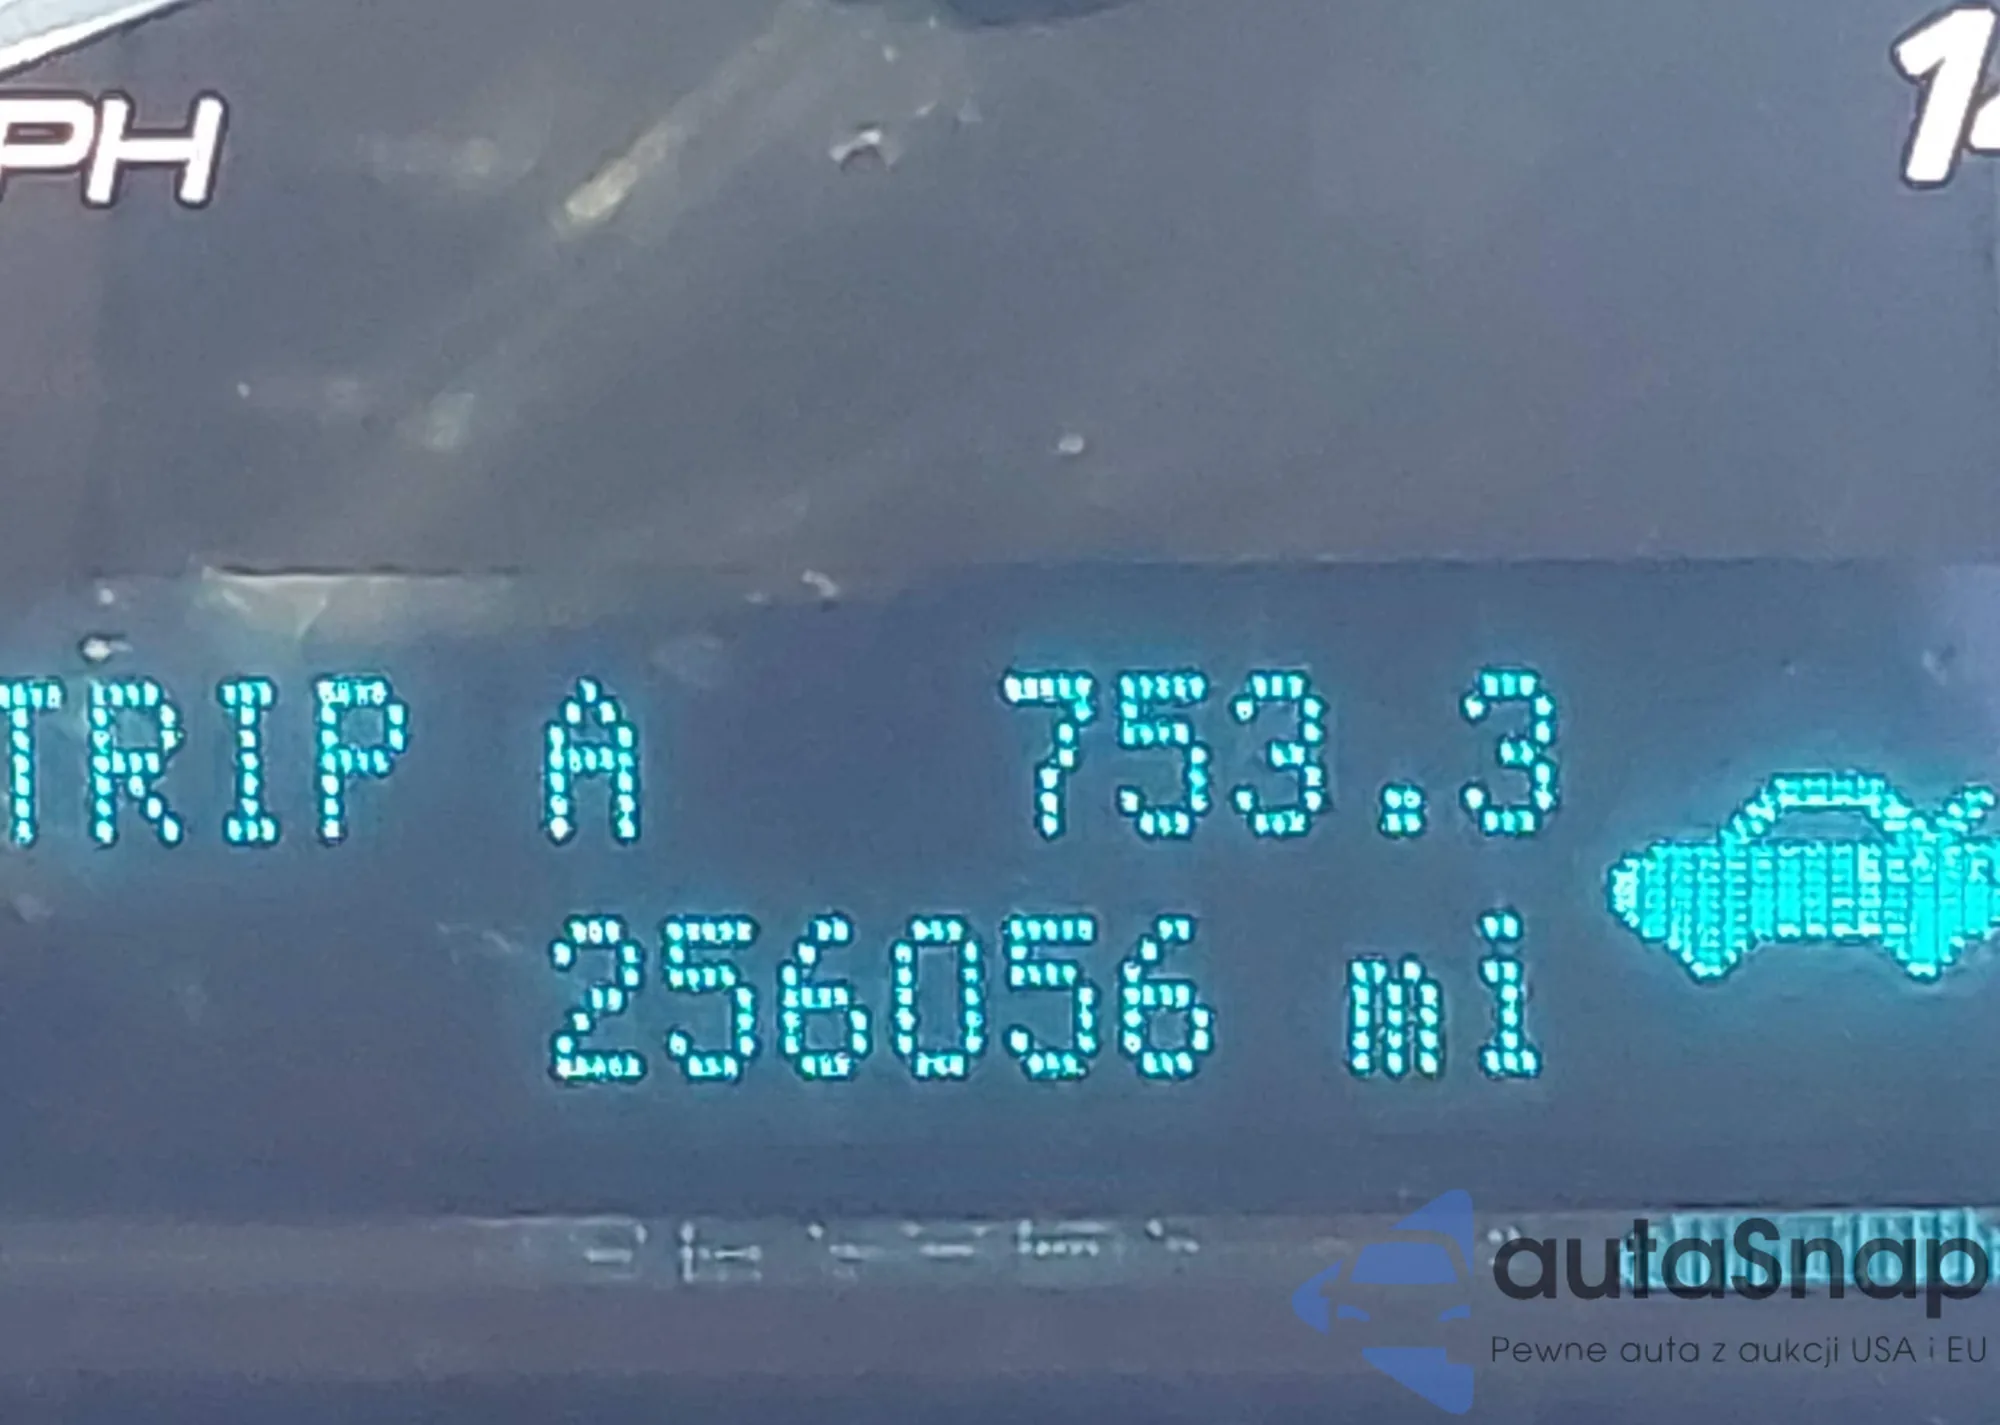 PH
TRIP A 753.3
256056 mi
autaSnap
Pewne auta z aukcji USA i EU